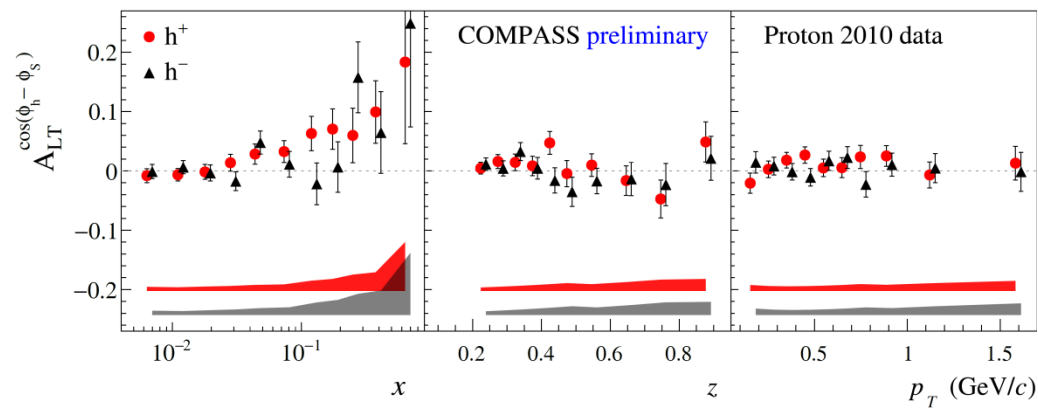 A_LT^cos(ϕ_h − ϕ_S)
0.2
0.1
0
−0.1
−0.2
h⁺
h⁻
COMPASS preliminary
Proton 2010 data
10⁻² 10⁻¹
0.2 0.4 0.6 0.8
0.5 1 1.5
x
z
p_T (GeV/c)